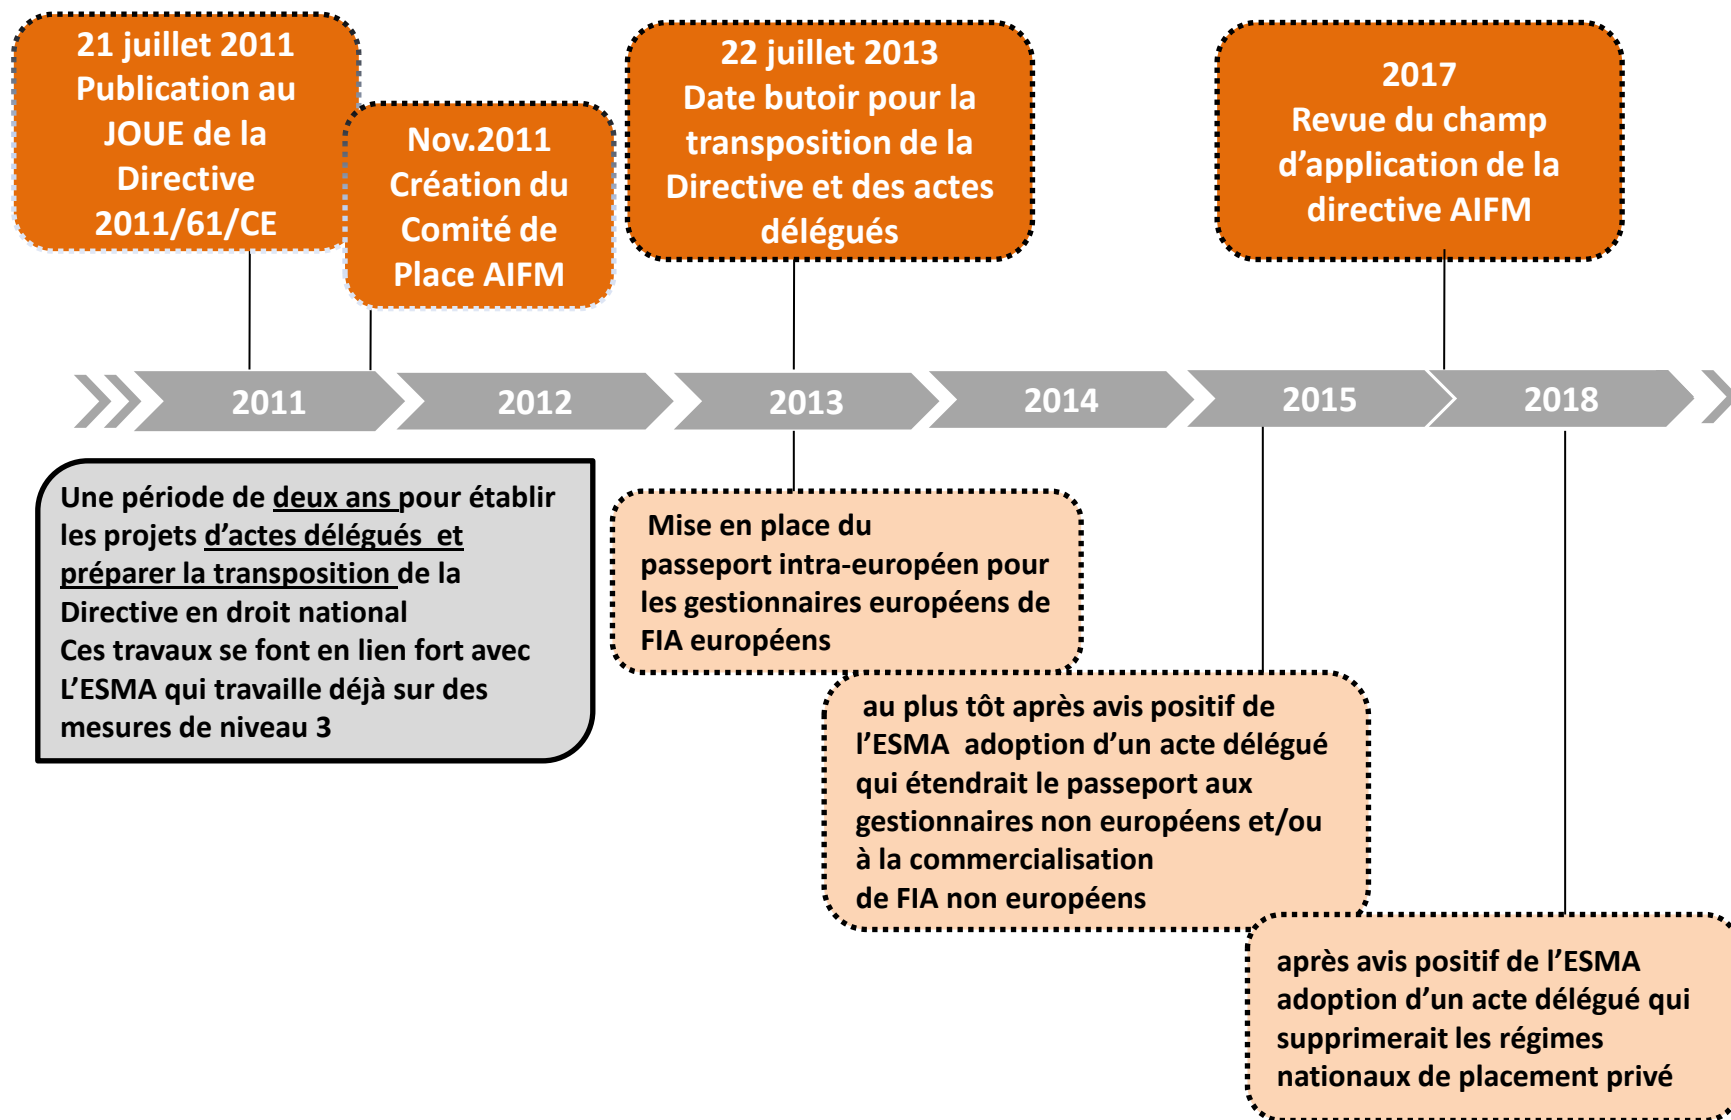 21 juillet 2011
Publication au
JOUE de la
Directive
2011/61/CE
Nov.2011
Création du
Comité de
Place AIFM
22 juillet 2013
Date butoir pour la
transposition de la
Directive et des actes
délégués
2017
Revue du champ
d’application de la
directive AIFM
2011
2012
2013
2014
2015
2018
Une période de deux ans pour établir
les projets d’actes délégués et
préparer la transposition de la
Directive en droit national
Ces travaux se font en lien fort avec
L’ESMA qui travaille déjà sur des
mesures de niveau 3
Mise en place du
passeport intra-européen pour
les gestionnaires européens de
FIA européens
au plus tôt après avis positif de
l’ESMA adoption d’un acte délégué
qui étendrait le passeport aux
gestionnaires non européens et/ou
à la commercialisation
de FIA non européens
après avis positif de l’ESMA
adoption d’un acte délégué qui
supprimerait les régimes
nationaux de placement privé